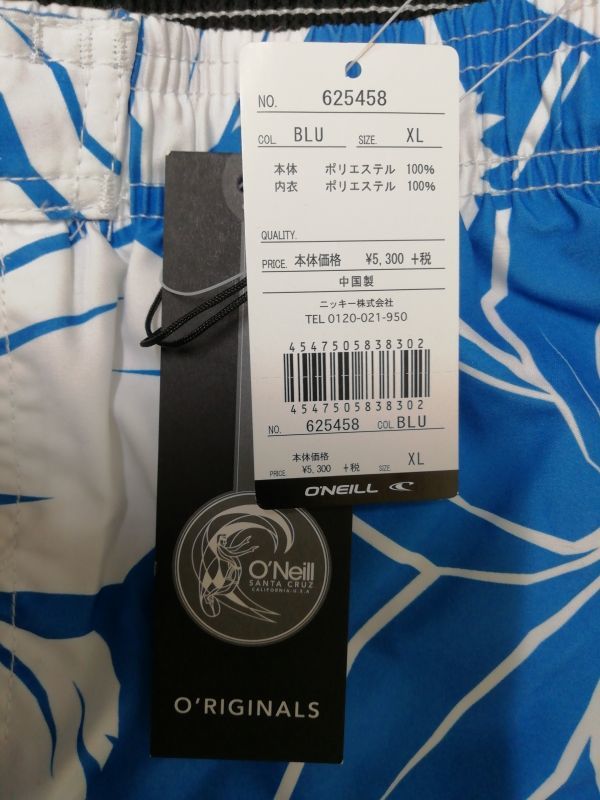 NO. 625458
COL. BLU SIZE. XL
本体 ポリエステル 100%
内衣 ポリエステル 100%
QUALITY.
PRICE. 本体価格 ¥5,300 +税
中国製
ニッキー株式会社
TEL 0120-021-950
4547505838302
4547505838302
NO. 625458 COL. BLU
本体価格
PRICE. ¥5,300 +税 SIZE. XL
O'NEILL
O'Neill
SANTA CRUZ
CALIFORNIA・U.S.A
O'RIGINALS